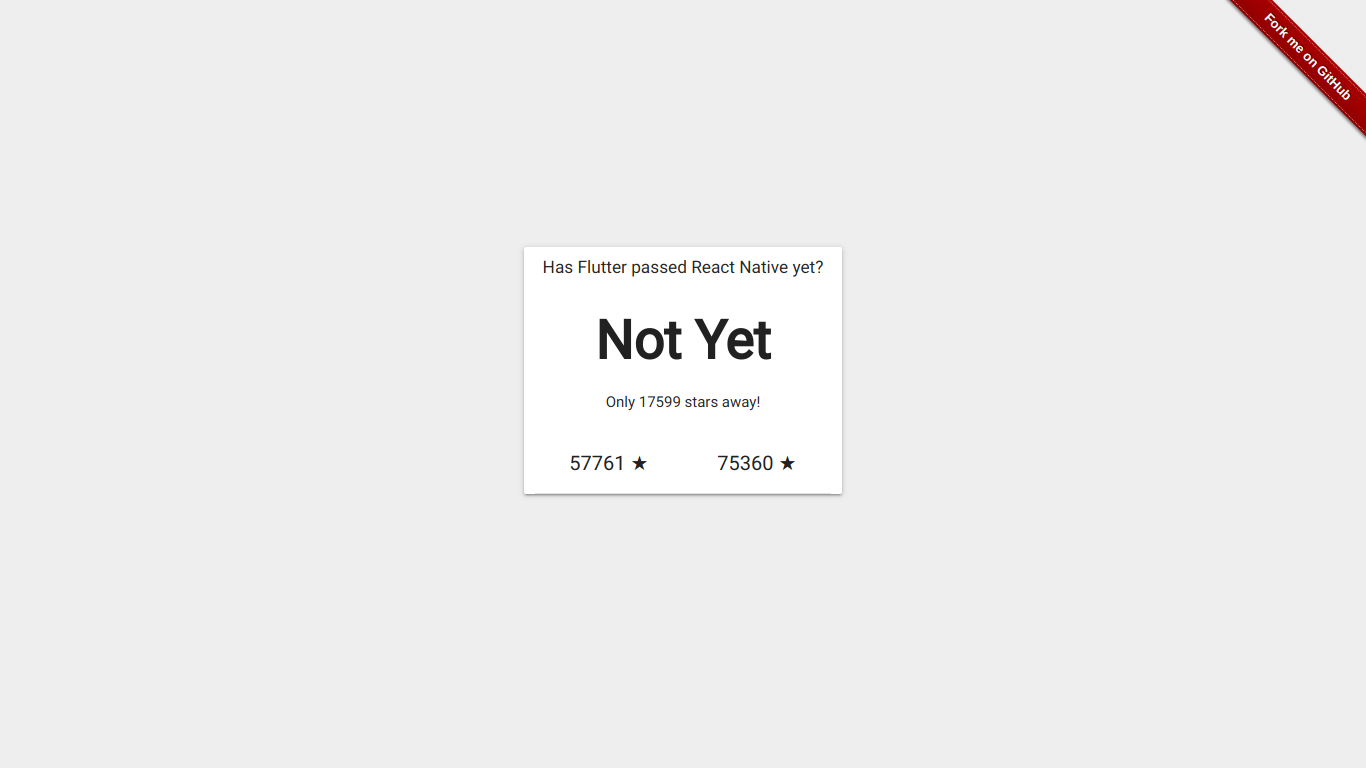 Fork me on GitHub
Has Flutter passed React Native yet?
Not Yet
Only 17599 stars away!
57761 ★ 75360 ★